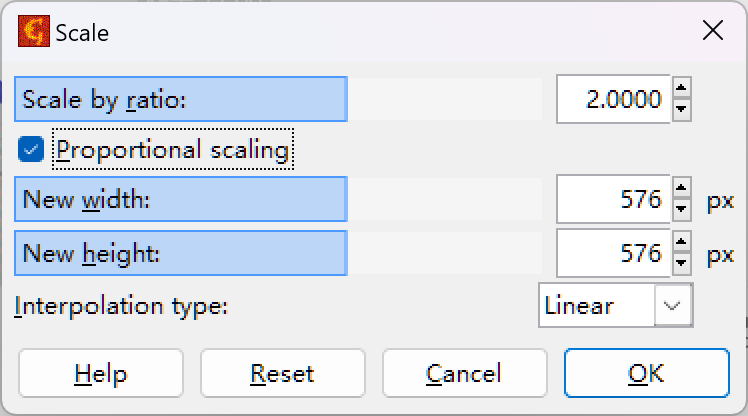 Scale
Scale by ratio: 2.0000
Proportional scaling
New width: 576 px
New height: 576 px
Interpolation type: Linear
Help Reset Cancel OK